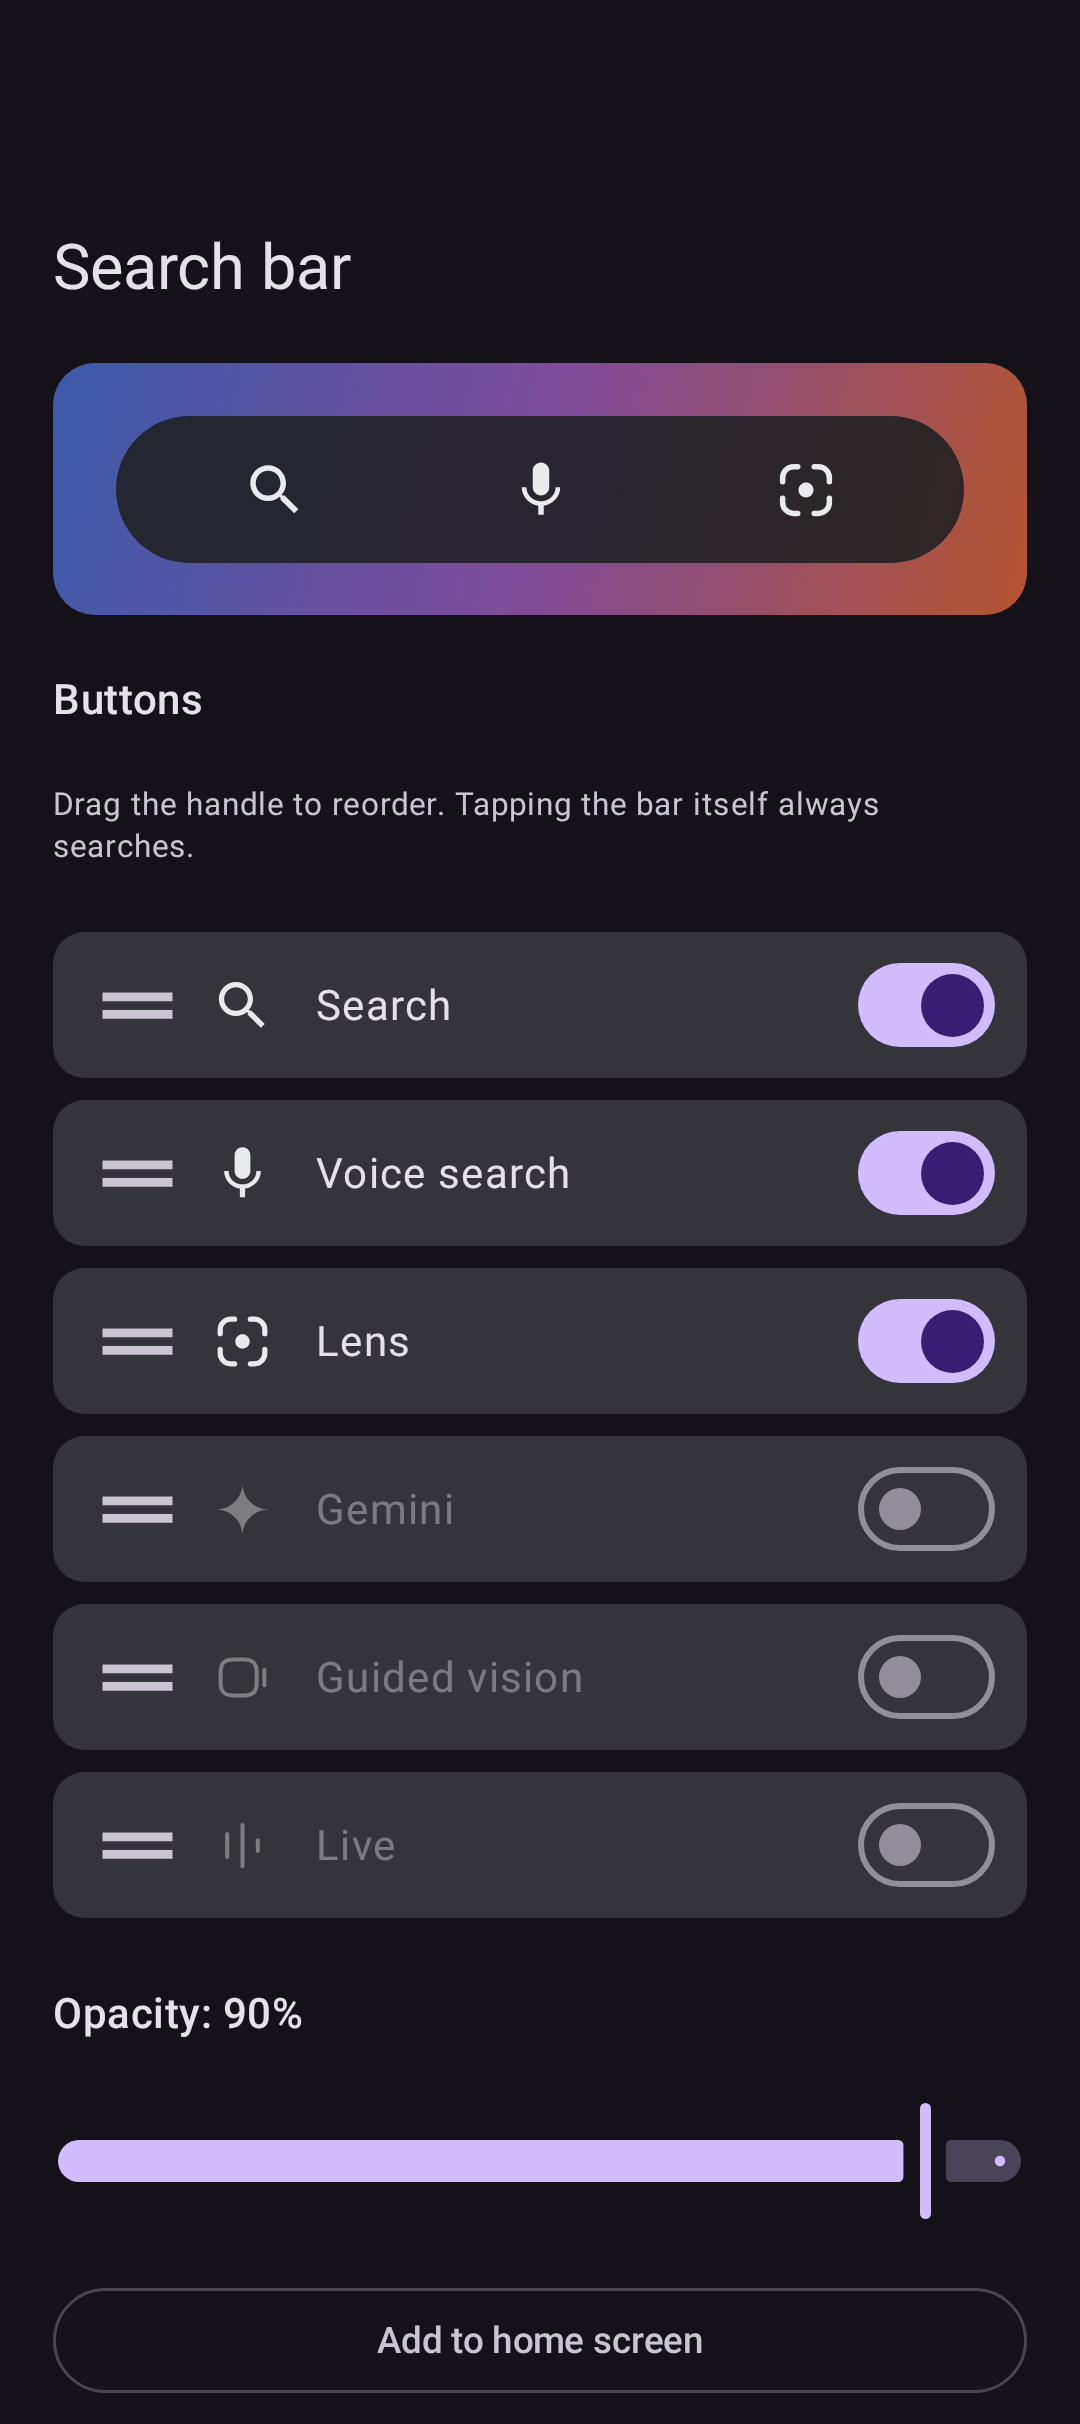 Search bar
Buttons
Drag the handle to reorder. Tapping the bar itself always
searches.
Search
Voice search
Lens
Gemini
Guided vision
Live
Opacity: 90%
Add to home screen